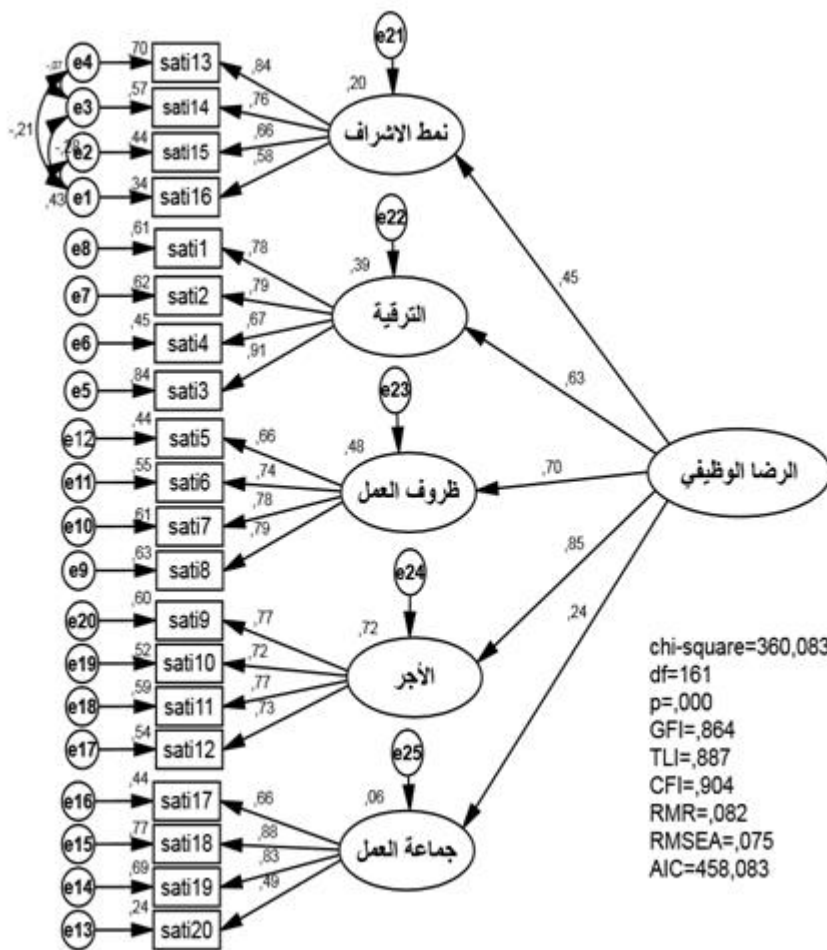 e21
,20
نمط الاشراف
e4
,70
sati13
,84
e3
,57
sati14
,76
e2
,44
sati15
,66
e1
,34
sati16
,58
-,07
-,21
-,28
,43
e22
,39
الترقية
e8
,61
sati1
,78
e7
,62
sati2
,79
e6
,45
sati4
,67
e5
,84
sati3
,91
e23
,48
ظروف العمل
e12
,44
sati5
,66
e11
,55
sati6
,74
e10
,61
sati7
,78
e9
,63
sati8
,79
e24
,72
الأجر
e20
,60
sati9
,77
e19
,52
sati10
,72
e18
,59
sati11
,77
e17
,54
sati12
,73
e25
,06
جماعة العمل
e16
,44
sati17
,66
e15
,77
sati18
,88
e14
,69
sati19
,83
e13
,24
sati20
,49
,45
,63
,70
,85
,24
الرضا الوظيفي
chi-square=360,083
df=161
p=,000
GFI=,864
TLI=,887
CFI=,904
RMR=,082
RMSEA=,075
AIC=458,083